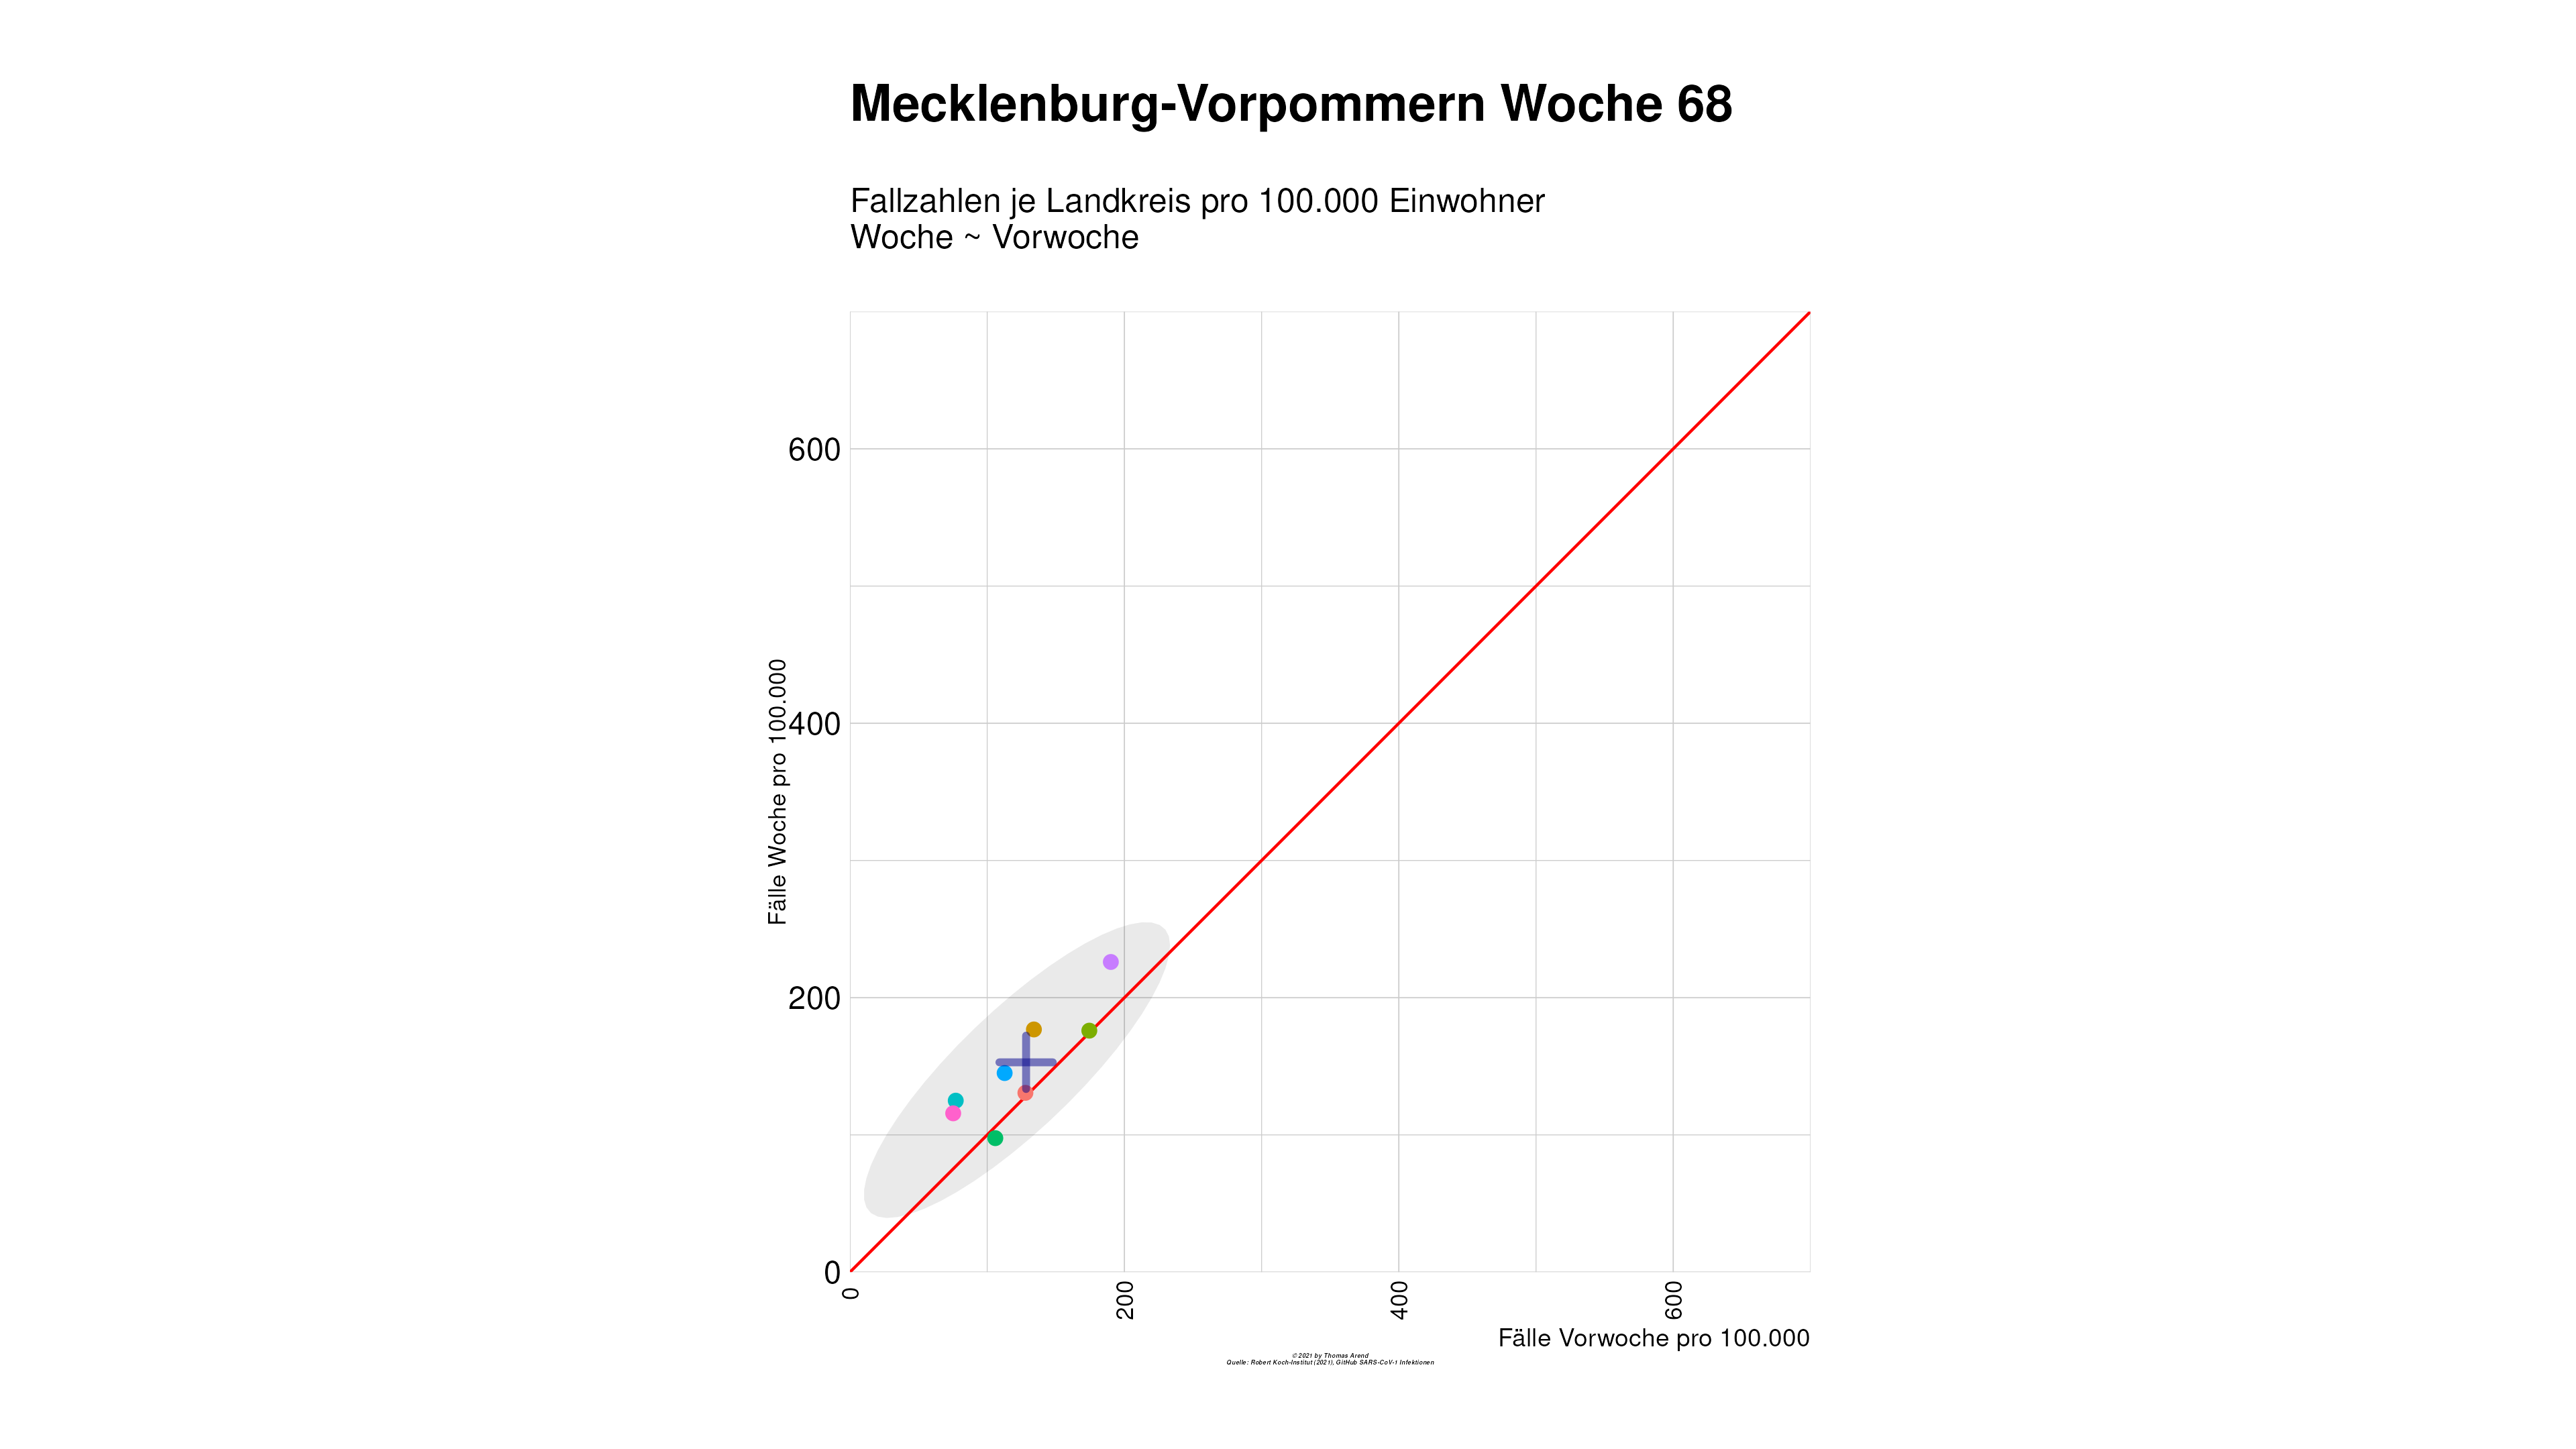 Mecklenburg-Vorpommern Woche 68
Fallzahlen je Landkreis pro 100.000 Einwohner
Woche ~ Vorwoche
Fälle Woche pro 100.000
600
400
200
0
0
200
400
600
Fälle Vorwoche pro 100.000
© 2021 by Thomas Arend
Quelle: Robert Koch-Institut (2021), GitHub SARS-CoV-1 Infektionen